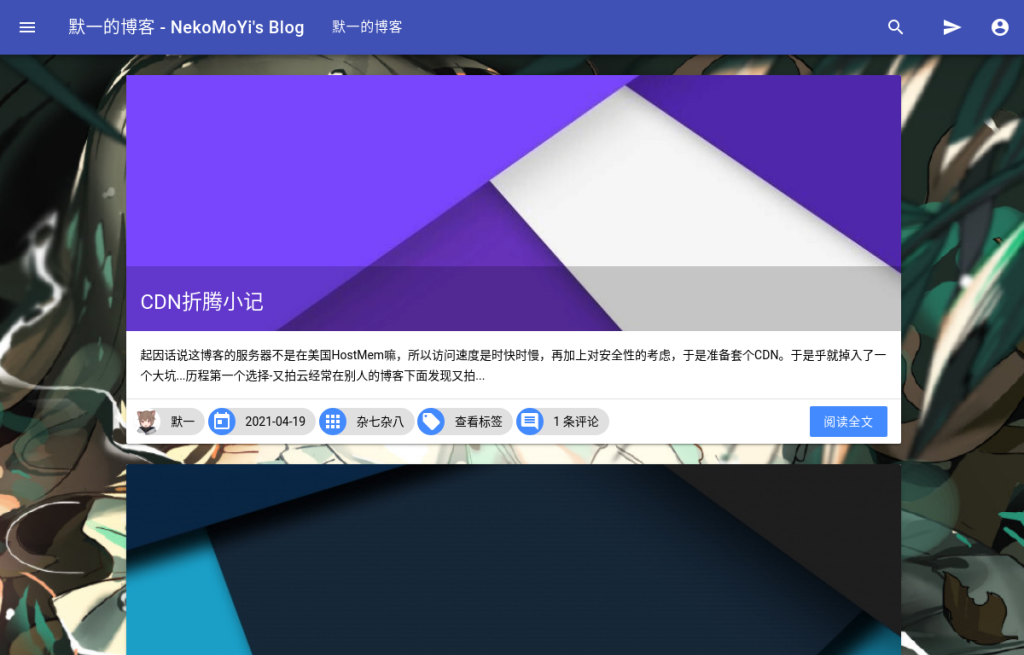 默一的博客 - NekoMoYi's Blog 默一的博客
CDN折腾小记
起因话说这博客的服务器不是在美国HostMem嘛，所以访问速度是时快时慢，再加上对安全性的考虑，于是准备套个CDN。于是乎就掉入了一
个大坑...历程第一个选择-又拍云经常在别人的博客下面发现又拍...
默一 2021-04-19 杂七杂八 查看标签 1 条评论 阅读全文